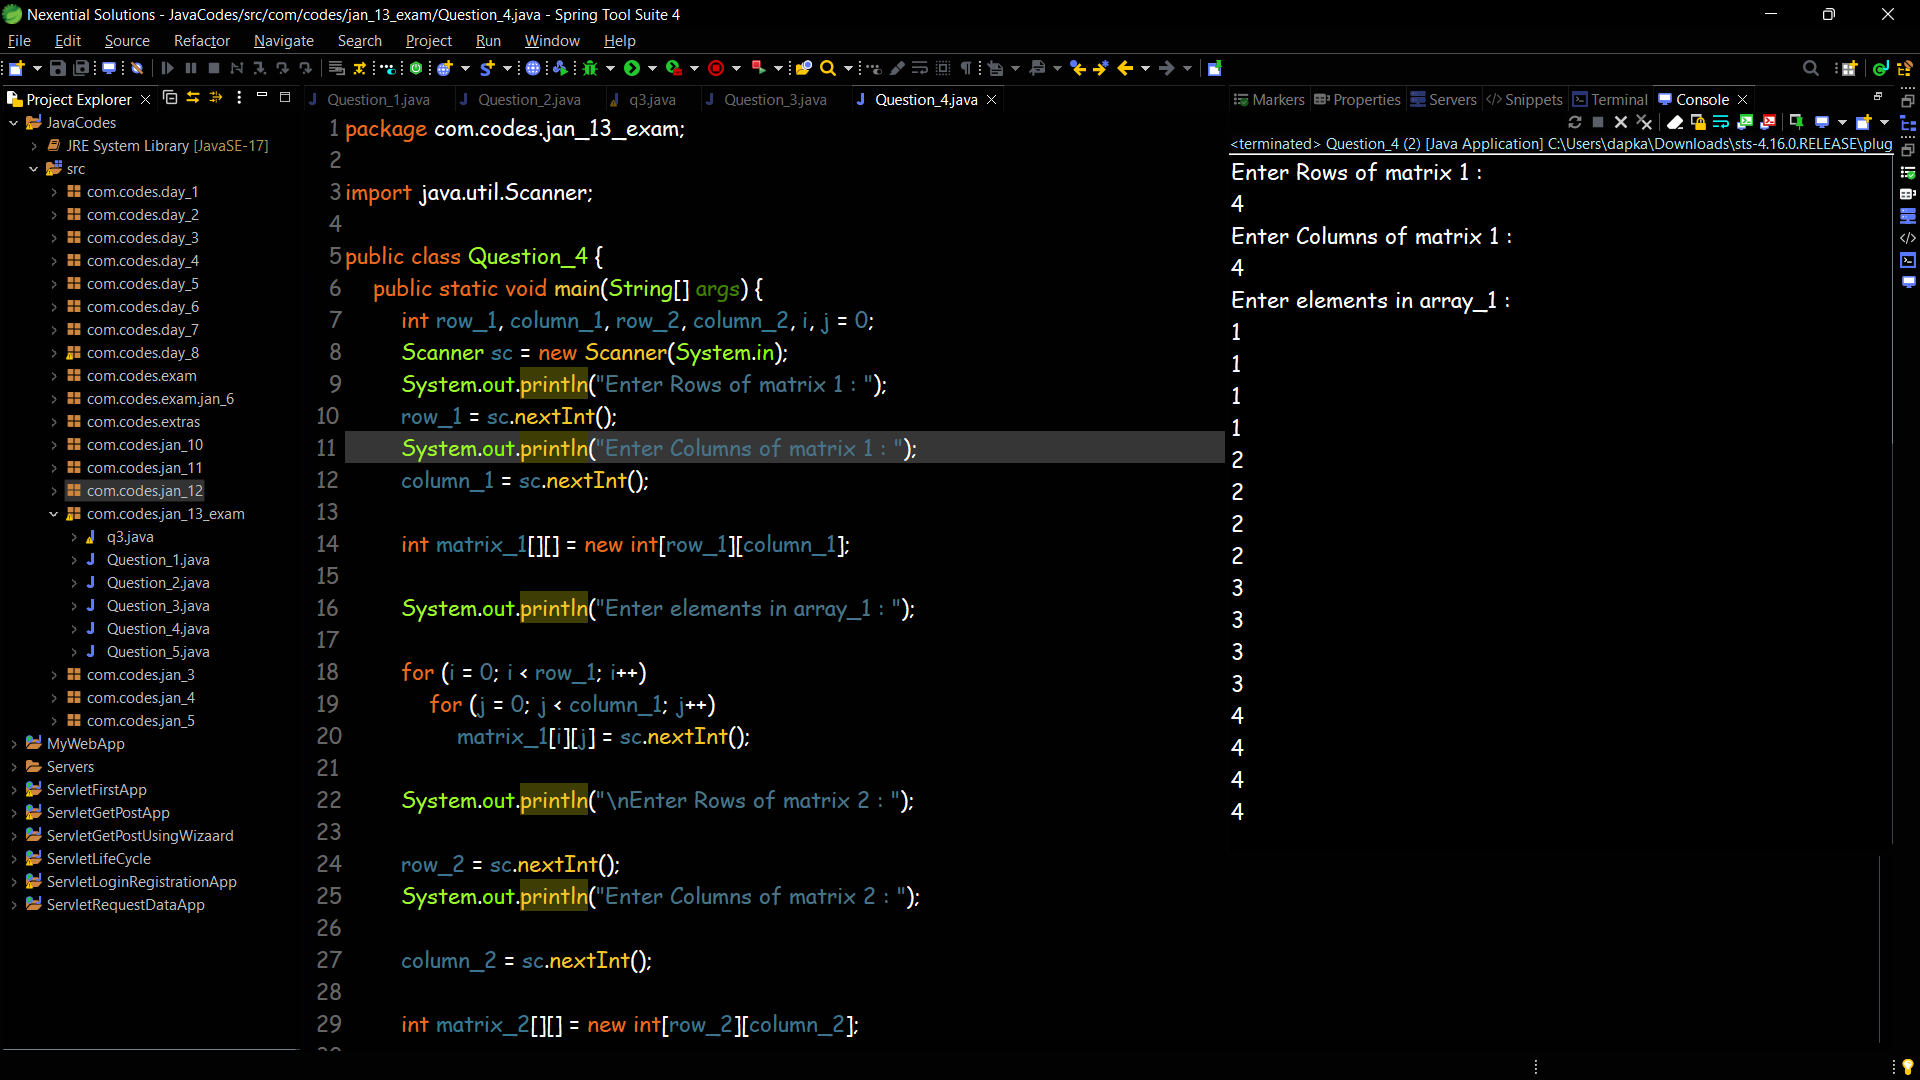 Nexential Solutions - JavaCodes/src/com/codes/jan_13_exam/Question_4.java - Spring Tool Suite 4
File Edit Source Refactor Navigate Search Project Run Window Help
Project Explorer
JavaCodes
JRE System Library [JavaSE-17]
src
com.codes.day_1
com.codes.day_2
com.codes.day_3
com.codes.day_4
com.codes.day_5
com.codes.day_6
com.codes.day_7
com.codes.day_8
com.codes.exam
com.codes.exam.jan_6
com.codes.extras
com.codes.jan_10
com.codes.jan_11
com.codes.jan_12
com.codes.jan_13_exam
q3.java
Question_1.java
Question_2.java
Question_3.java
Question_4.java
Question_5.java
com.codes.jan_3
com.codes.jan_4
com.codes.jan_5
MyWebApp
Servers
ServletFirstApp
ServletGetPostApp
ServletGetPostUsingWizaard
ServletLifeCycle
ServletLoginRegistrationApp
ServletRequestDataApp
Question_1.java Question_2.java q3.java Question_3.java Question_4.java
1 package com.codes.jan_13_exam;
2
3 import java.util.Scanner;
4
5 public class Question_4 {
6 public static void main(String[] args) {
7 int row_1, column_1, row_2, column_2, i, j = 0;
8 Scanner sc = new Scanner(System.in);
9 System.out.println("Enter Rows of matrix 1 : ");
10 row_1 = sc.nextInt();
11 System.out.println("Enter Columns of matrix 1 : ");
12 column_1 = sc.nextInt();
13
14 int matrix_1[][] = new int[row_1][column_1];
15
16 System.out.println("Enter elements in array_1 : ");
17
18 for (i = 0; i < row_1; i++)
19 for (j = 0; j < column_1; j++)
20 matrix_1[i][j] = sc.nextInt();
21
22 System.out.println("\nEnter Rows of matrix 2 : ");
23
24 row_2 = sc.nextInt();
25 System.out.println("Enter Columns of matrix 2 : ");
26
27 column_2 = sc.nextInt();
28
29 int matrix_2[][] = new int[row_2][column_2];
Markers Properties Servers Snippets Terminal Console
<terminated> Question_4 (2) [Java Application] C:\Users\dapka\Downloads\sts-4.16.0.RELEASE\plug
Enter Rows of matrix 1 :
4
Enter Columns of matrix 1 :
4
Enter elements in array_1 :
1
1
1
1
2
2
2
2
3
3
3
3
4
4
4
4